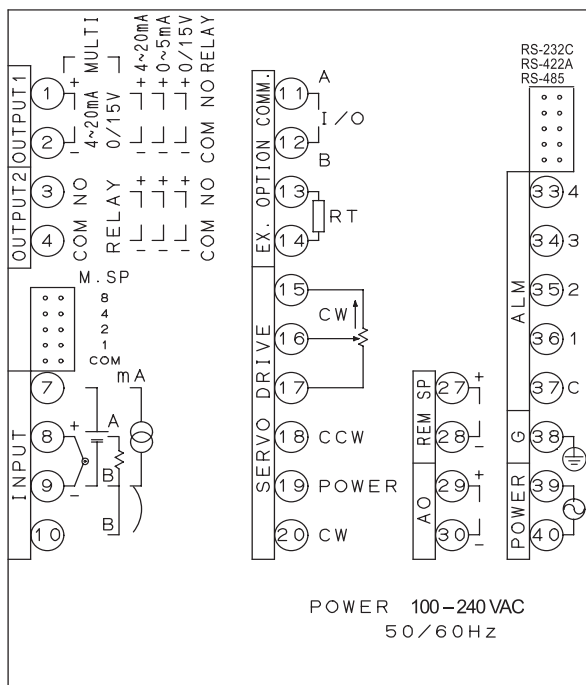 OUTPUT1
1
2
+
-
MULTI
4~20mA
0/15V
+
-
4~20mA
+
-
0~5mA
+
-
0/15V
COM NO
RELAY
OUTPUT2
3
4
COM NO
RELAY
+
-
+
-
+
-
COM NO
M.SP
8
4
2
1
COM
INPUT
7
8
9
10
+
-
A
B
B
mA
EX. OPTION COMM.
11
12
13
14
A
I/O
B
RT
SERVO DRIVE
15
16
17
18
19
20
CW
CCW
POWER
CW
REM SP
27
28
+
-
AO
29
30
+
-
RS-232C
RS-422A
RS-485
ALM
33 4
34 3
35 2
36 1
37 C
G
38
POWER
39
40
POWER 100–240 VAC
50/60Hz